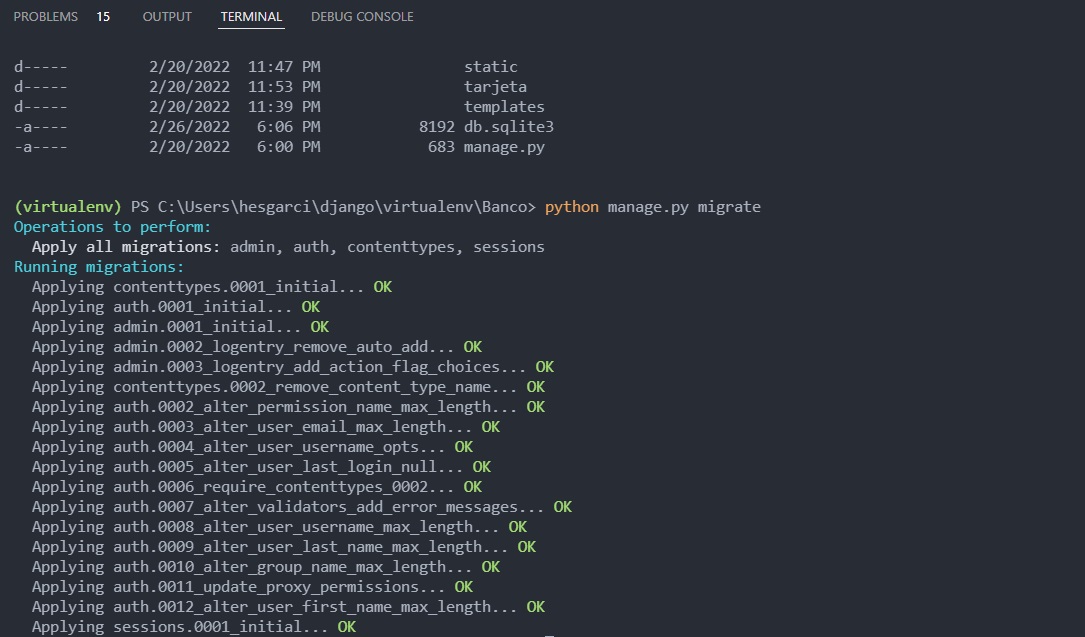 PROBLEMS 15 OUTPUT TERMINAL DEBUG CONSOLE
d----- 2/20/2022 11:47 PM static
d----- 2/20/2022 11:53 PM tarjeta
d----- 2/20/2022 11:39 PM templates
-a---- 2/26/2022 6:06 PM 8192 db.sqlite3
-a---- 2/20/2022 6:00 PM 683 manage.py
(virtualenv) PS C:\Users\hesgarci\django\virtualenv\Banco> python manage.py migrate
Operations to perform:
Apply all migrations: admin, auth, contenttypes, sessions
Running migrations:
Applying contenttypes.0001_initial... OK
Applying auth.0001_initial... OK
Applying admin.0001_initial... OK
Applying admin.0002_logentry_remove_auto_add... OK
Applying admin.0003_logentry_add_action_flag_choices... OK
Applying contenttypes.0002_remove_content_type_name... OK
Applying auth.0002_alter_permission_name_max_length... OK
Applying auth.0003_alter_user_email_max_length... OK
Applying auth.0004_alter_user_username_opts... OK
Applying auth.0005_alter_user_last_login_null... OK
Applying auth.0006_require_contenttypes_0002... OK
Applying auth.0007_alter_validators_add_error_messages... OK
Applying auth.0008_alter_user_username_max_length... OK
Applying auth.0009_alter_user_last_name_max_length... OK
Applying auth.0010_alter_group_name_max_length... OK
Applying auth.0011_update_proxy_permissions... OK
Applying auth.0012_alter_user_first_name_max_length... OK
Applying sessions.0001_initial... OK